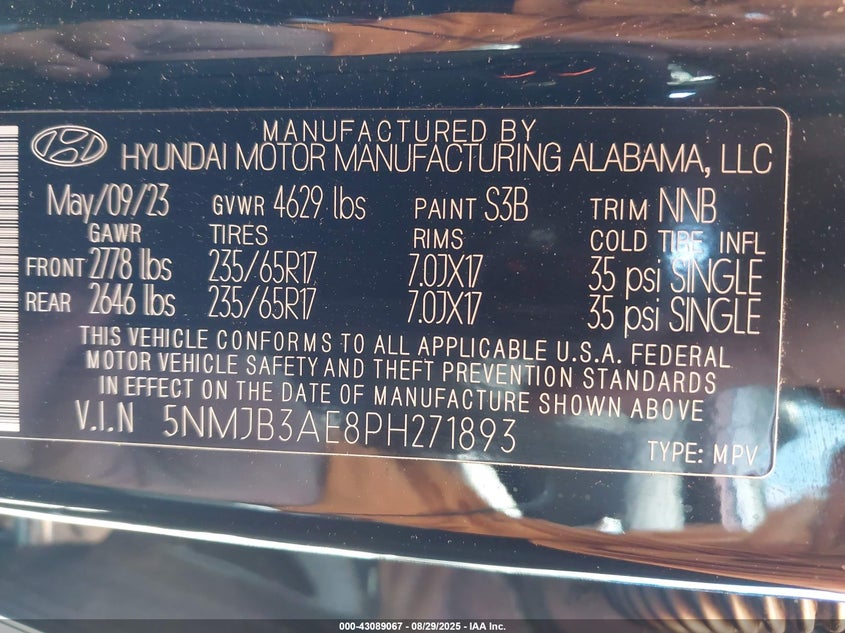 MANUFACTURED BY
HYUNDAI MOTOR MANUFACTURING ALABAMA, LLC
May/09/23 GVWR 4629 lbs PAINT S3B TRIM NNB
GAWR TIRES RIMS COLD TIRE INFL
FRONT 2778 lbs 235/65R17 7.0JX17 35 psi SINGLE
REAR 2646 lbs 235/65R17 7.0JX17 35 psi SINGLE
THIS VEHICLE CONFORMS TO ALL APPLICABLE U.S.A. FEDERAL
MOTOR VEHICLE SAFETY AND THEFT PREVENTION STANDARDS
IN EFFECT ON THE DATE OF MANUFACTURE SHOWN ABOVE
V.I.N 5NMJB3AE8PH271893
TYPE: MPV
000-43089067 - 08/29/2025 - IAA Inc.